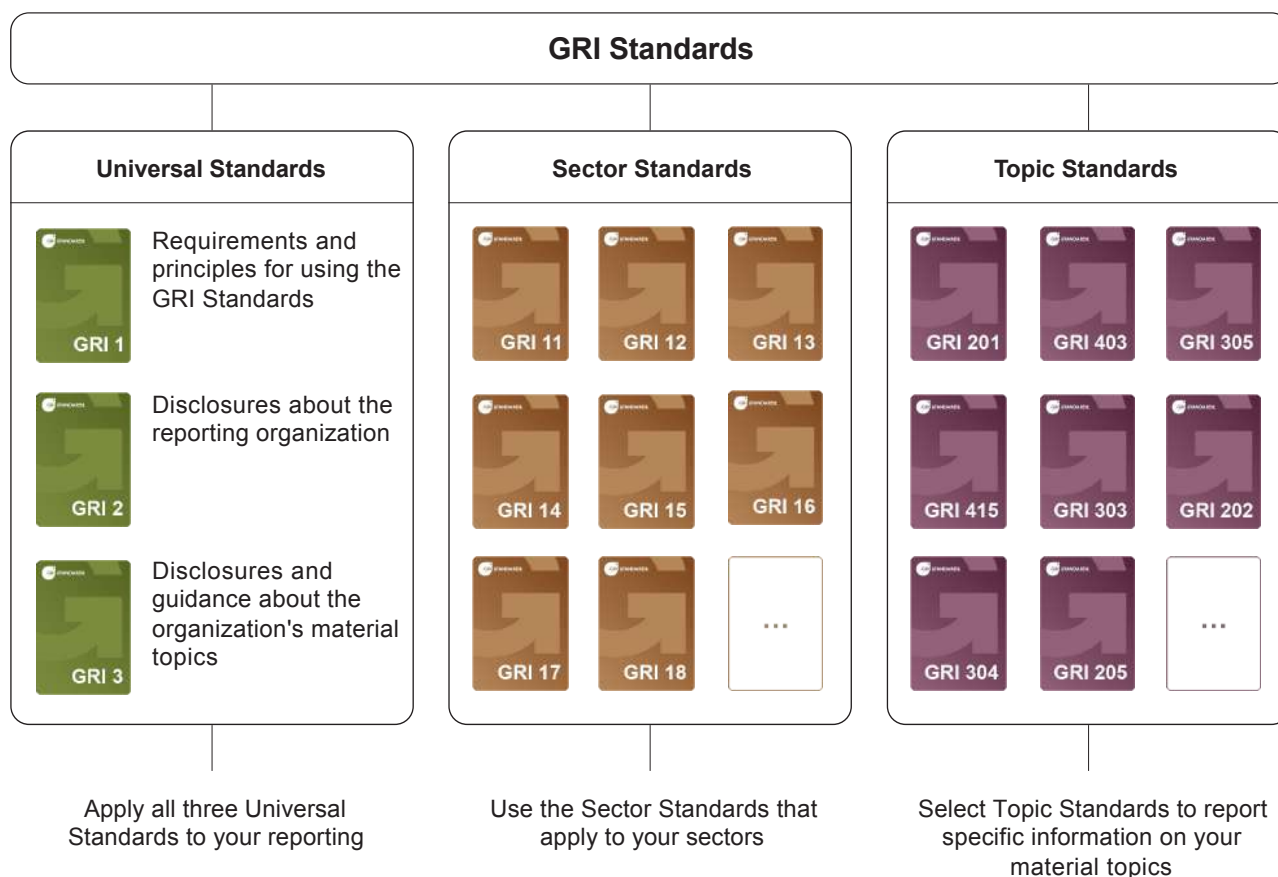 GRI Standards
Universal Standards
Requirements and
principles for using the
GRI Standards
GRI 1
Disclosures about the
reporting organization
GRI 2
Disclosures and
guidance about the
organization's material
topics
GRI 3
Apply all three Universal
Standards to your reporting
Sector Standards
GRI 11
GRI 12
GRI 13
GRI 14
GRI 15
GRI 16
GRI 17
GRI 18
...
Use the Sector Standards that
apply to your sectors
Topic Standards
GRI 201
GRI 403
GRI 305
GRI 415
GRI 303
GRI 202
GRI 304
GRI 205
...
Select Topic Standards to report
specific information on your
material topics